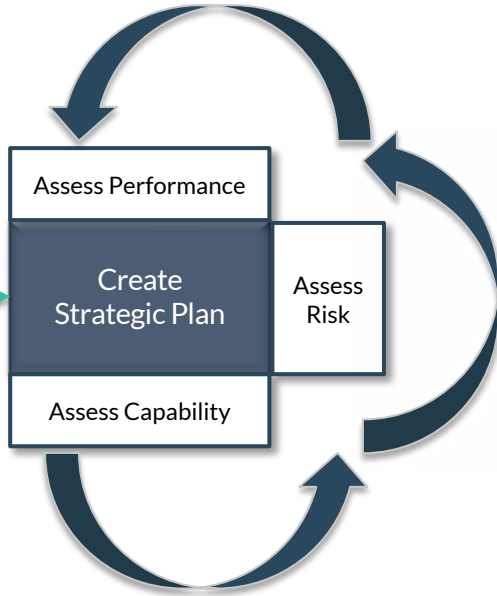 Assess Performance
Create
Strategic Plan
Assess
Risk
Assess Capability